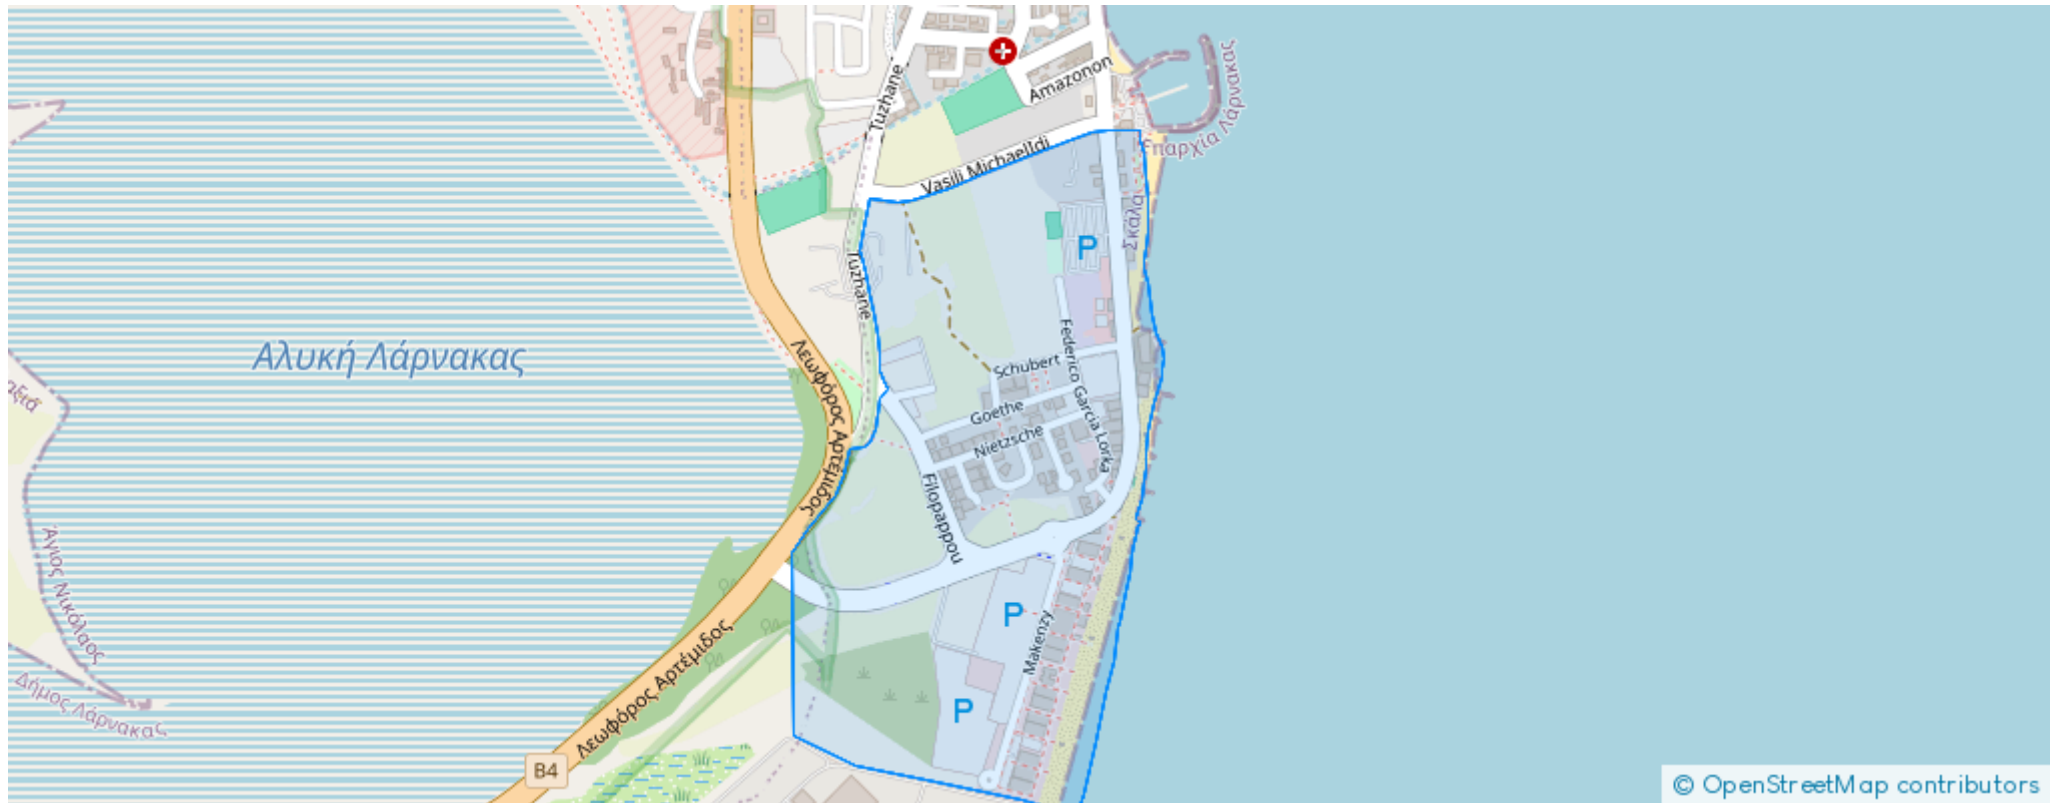 Επαρχία Λάρνακας
Amazonon
Tuzhane
Vasili MichaelIdi
Σκάλα
P
Tuzhane
Αλυκή Λάρνακας
Λεωφόρος Αρτέμιδος
Schubert
Federico Garcia Lorka
Goethe
Nietzsche
Filopappou
Άγιος Νικόλαος
Δήμος Λάρνακας
P
Makenzy
Λεωφόρος Αρτέμιδος
P
B4
© OpenStreetMap contributors